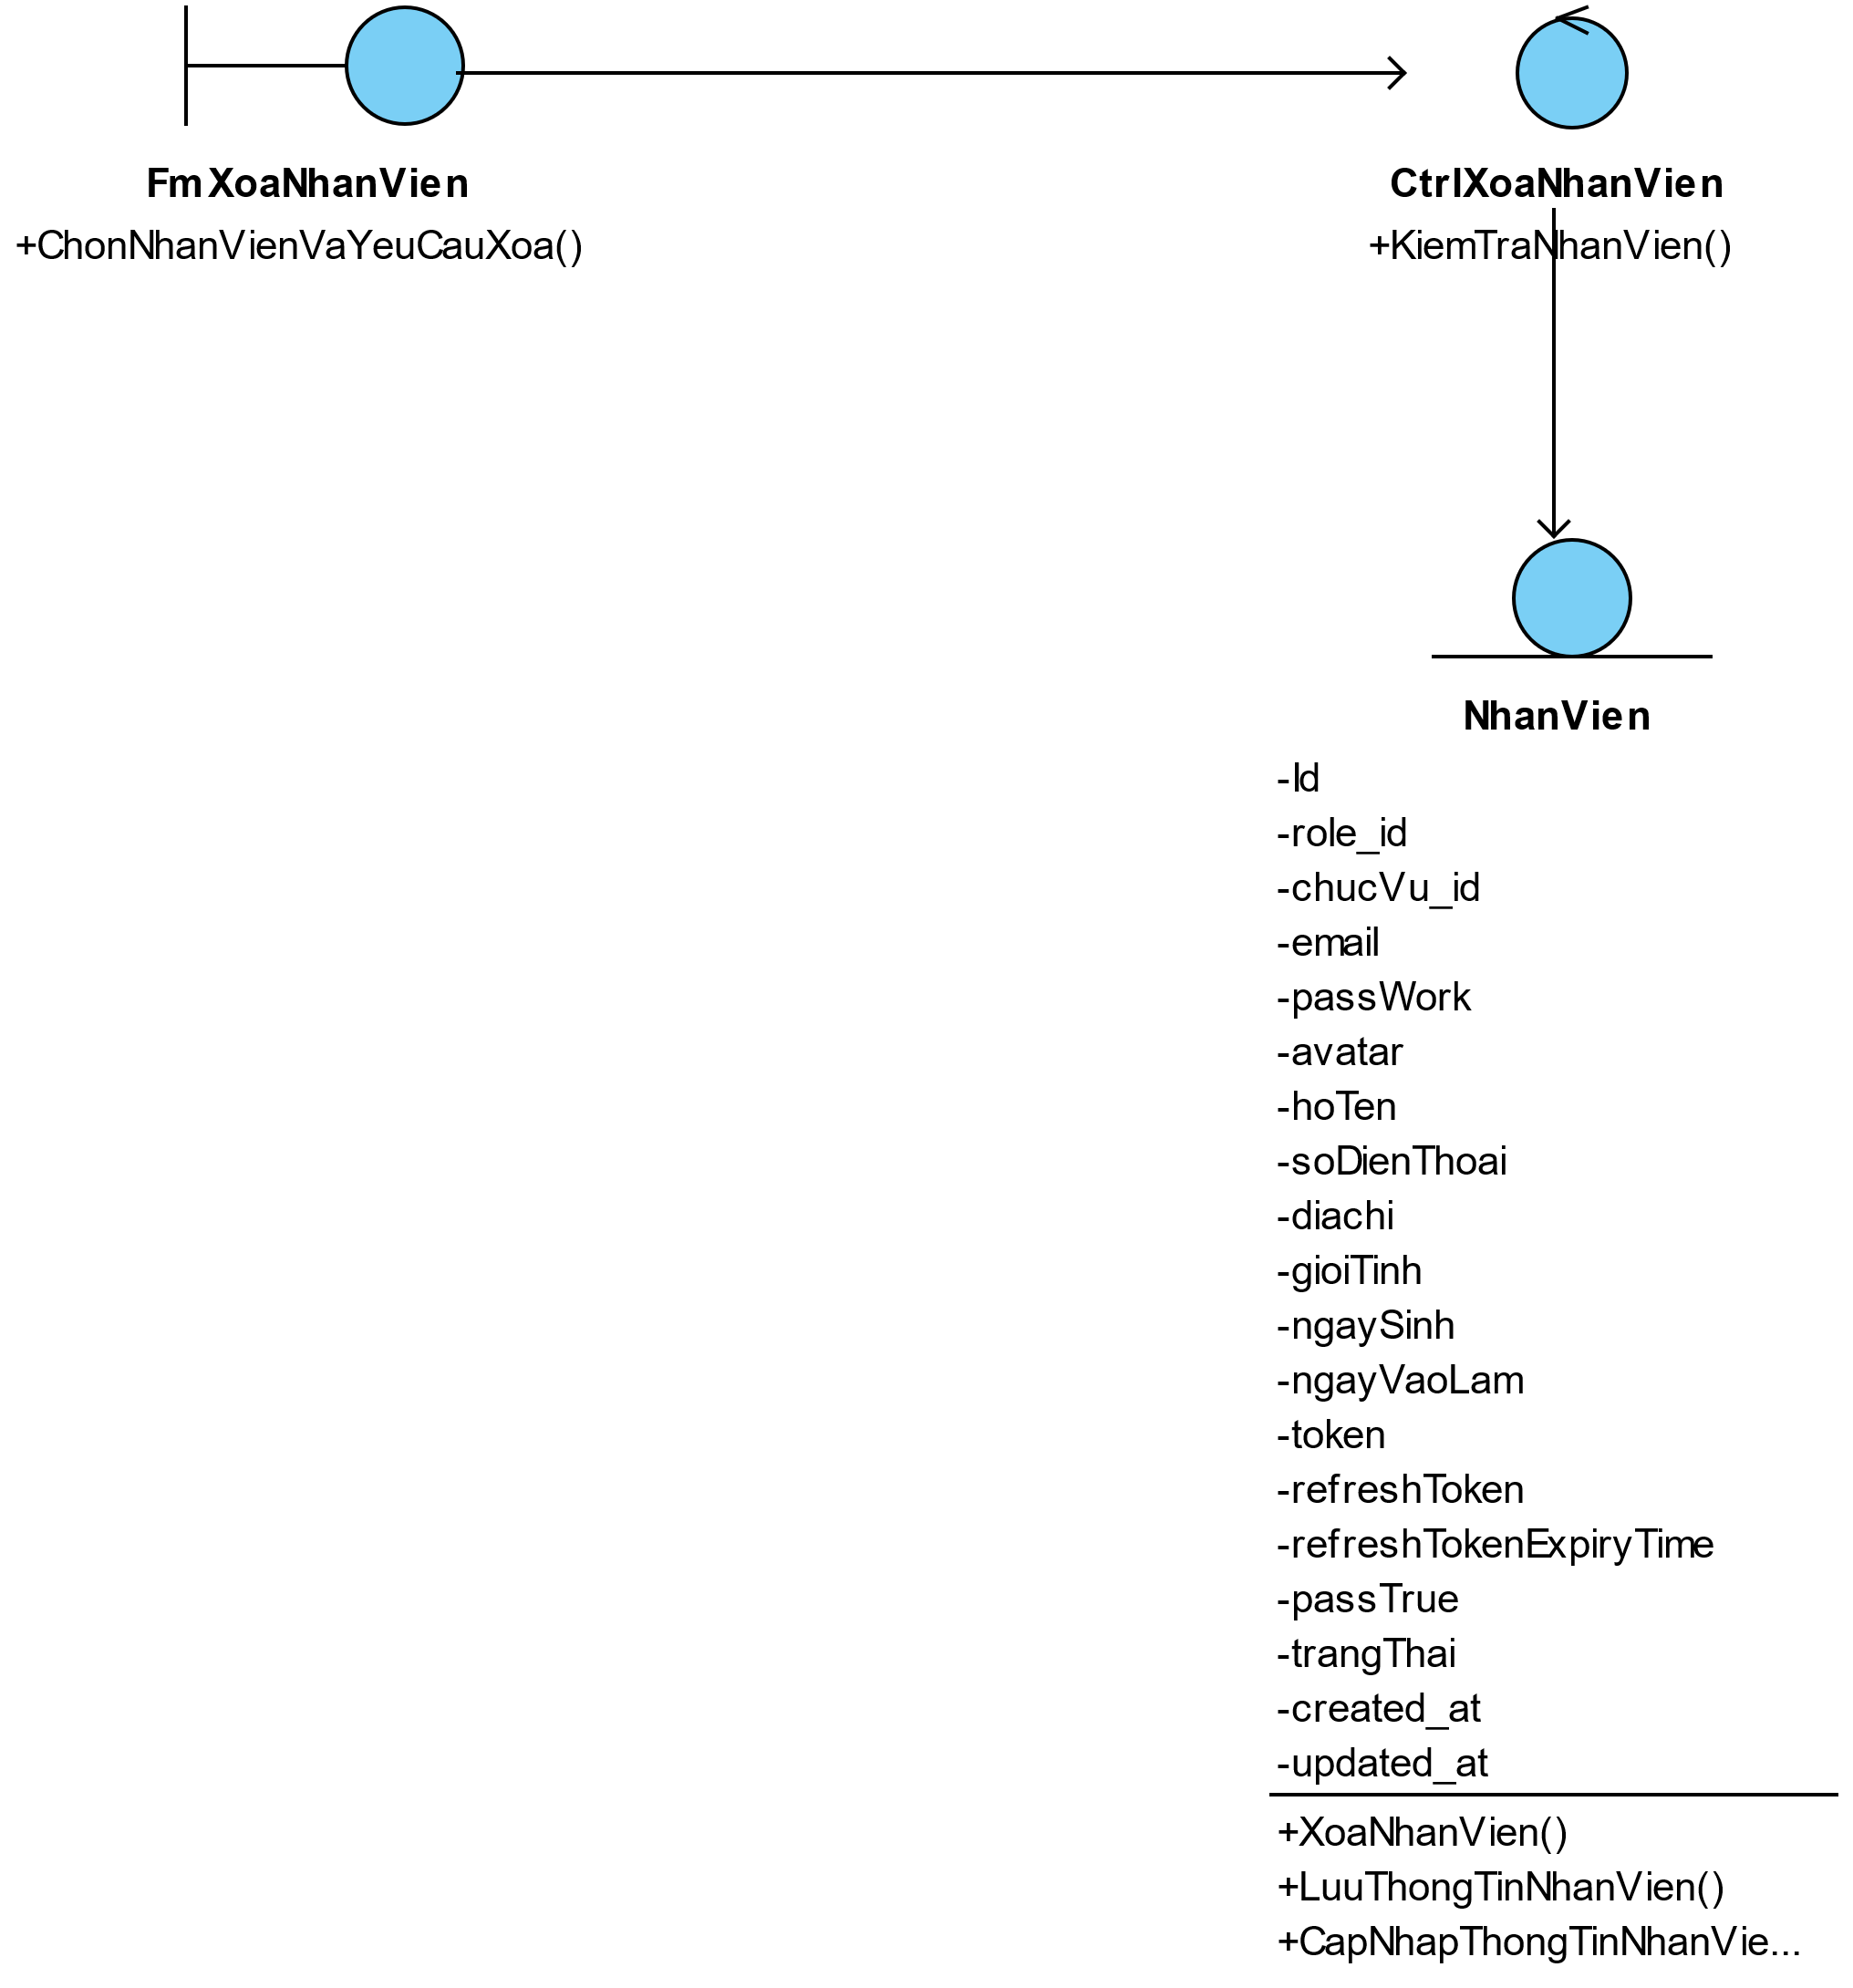 FmXoaNhanVien
+ChonNhanVienVaYeuCauXoa()
CtrlXoaNhanVien
+KiemTraNhanVien()
NhanVien
-Id
-role_id
-chucVu_id
-email
-passWork
-avatar
-hoTen
-soDienThoai
-diachi
-gioiTinh
-ngaySinh
-ngayVaoLam
-token
-refreshToken
-refreshTokenExpiryTime
-passTrue
-trangThai
-created_at
-updated_at
+XoaNhanVien()
+LuuThongTinNhanVien()
+CapNhapThongTinNhanVie...